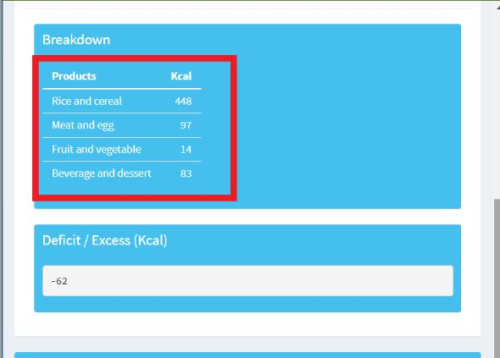 Breakdown
Products Kcal
Rice and cereal 448
Meat and egg 97
Fruit and vegetable 14
Beverage and dessert 83
Deficit / Excess (Kcal)
-62